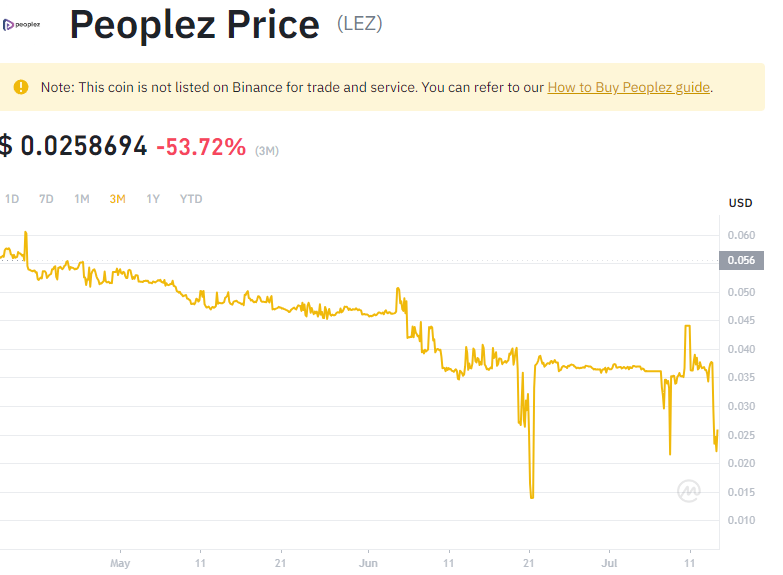 peoplez
Peoplez Price (LEZ)
Note: This coin is not listed on Binance for trade and service. You can refer to our How to Buy Peoplez guide.
$ 0.0258694 -53.72% (3M)
1D 7D 1M 3M 1Y YTD
USD
0.060
0.056
0.050
0.045
0.040
0.035
0.030
0.025
0.020
0.015
0.010
May 11 21 Jun 11 21 Jul 11